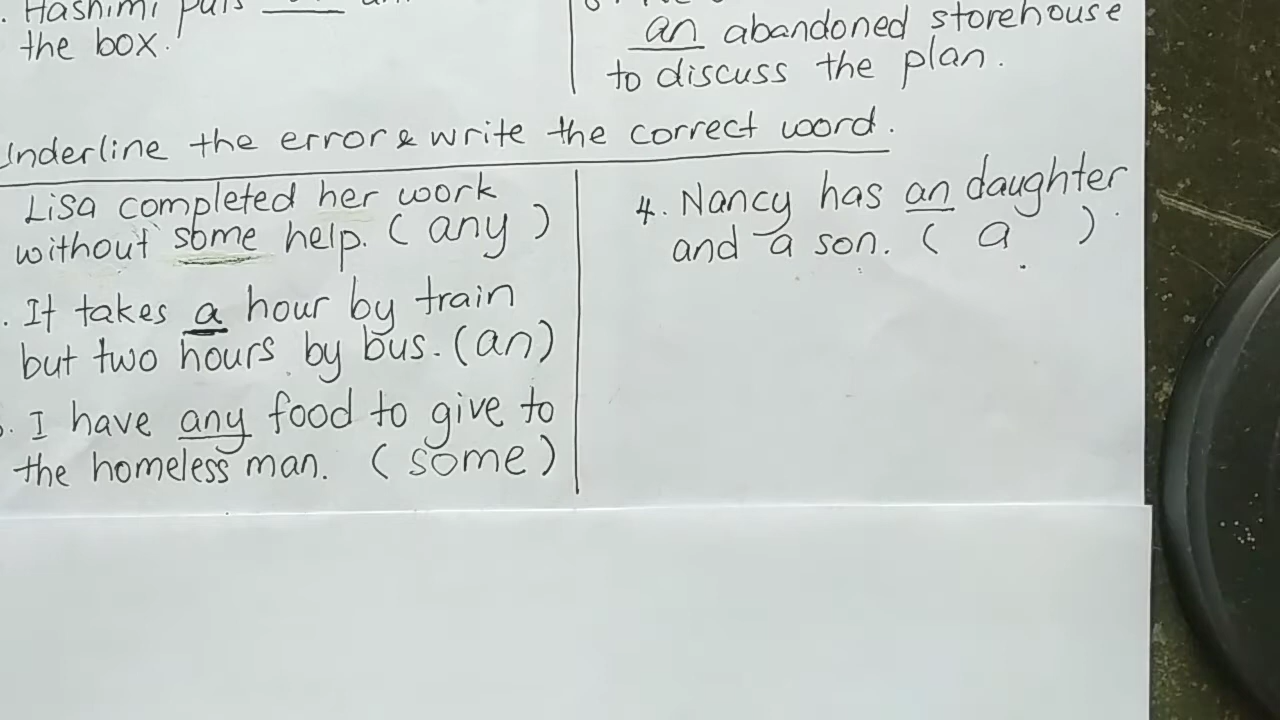 . Hashimi puts
the box.
an abandoned storehouse
to discuss the plan.
Underline the error & write the correct word.
Lisa completed her work
without some help. (any)
. It takes a hour by train
but two hours by bus. (an)
. I have any food to give to
the homeless man. (some)
4. Nancy has an daughter
and a son. ( a )